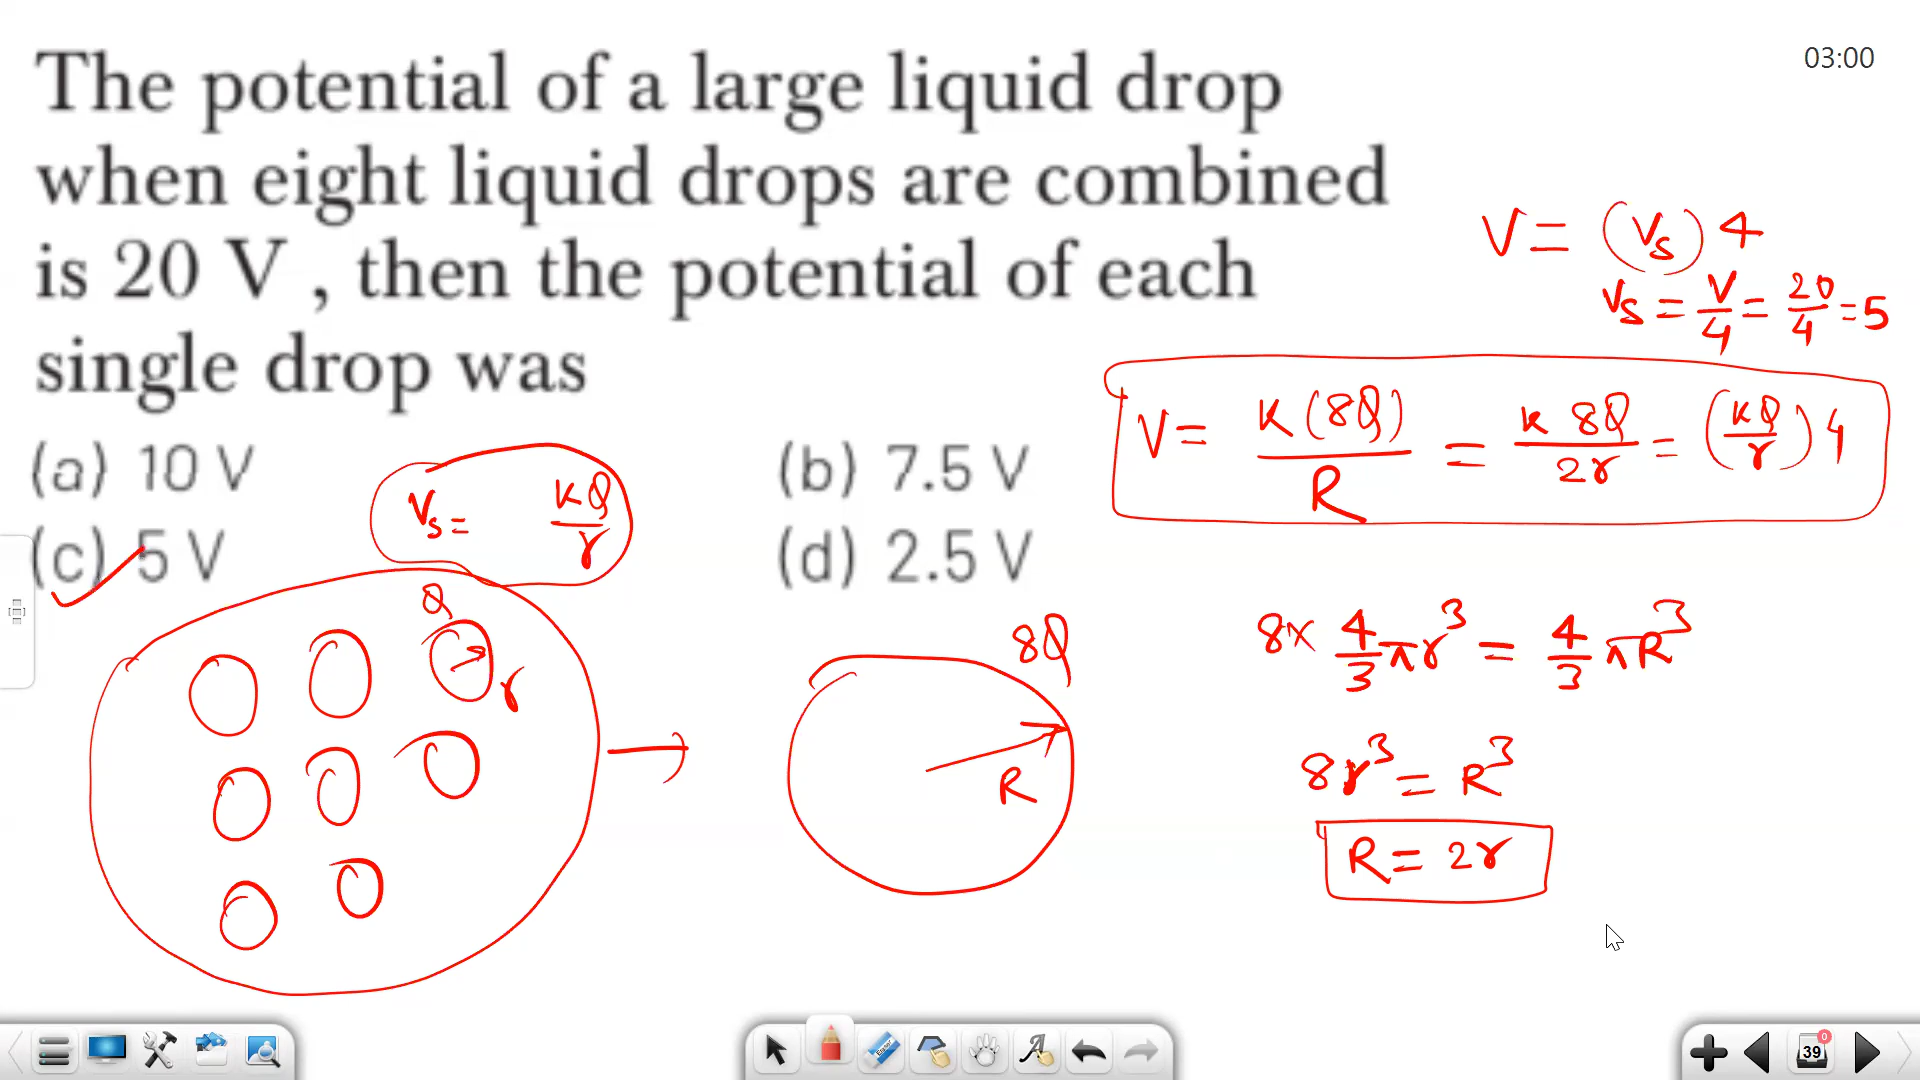 The potential of a large liquid drop
when eight liquid drops are combined
is 20 V , then the potential of each
single drop was
(a) 10 V
(b) 7.5 V
(c) 5 V
(d) 2.5 V
03:00
V = (Vs) 4
Vs = V/4 = 20/4 = 5
V = K(8Q)/R = K 8Q/2r = (KQ/r) 4
Vs = KQ/r
Q
r
8Q
R
8 × 4/3 πr³ = 4/3 πR³
8r³ = R³
R = 2r
Eraser
A
39
0